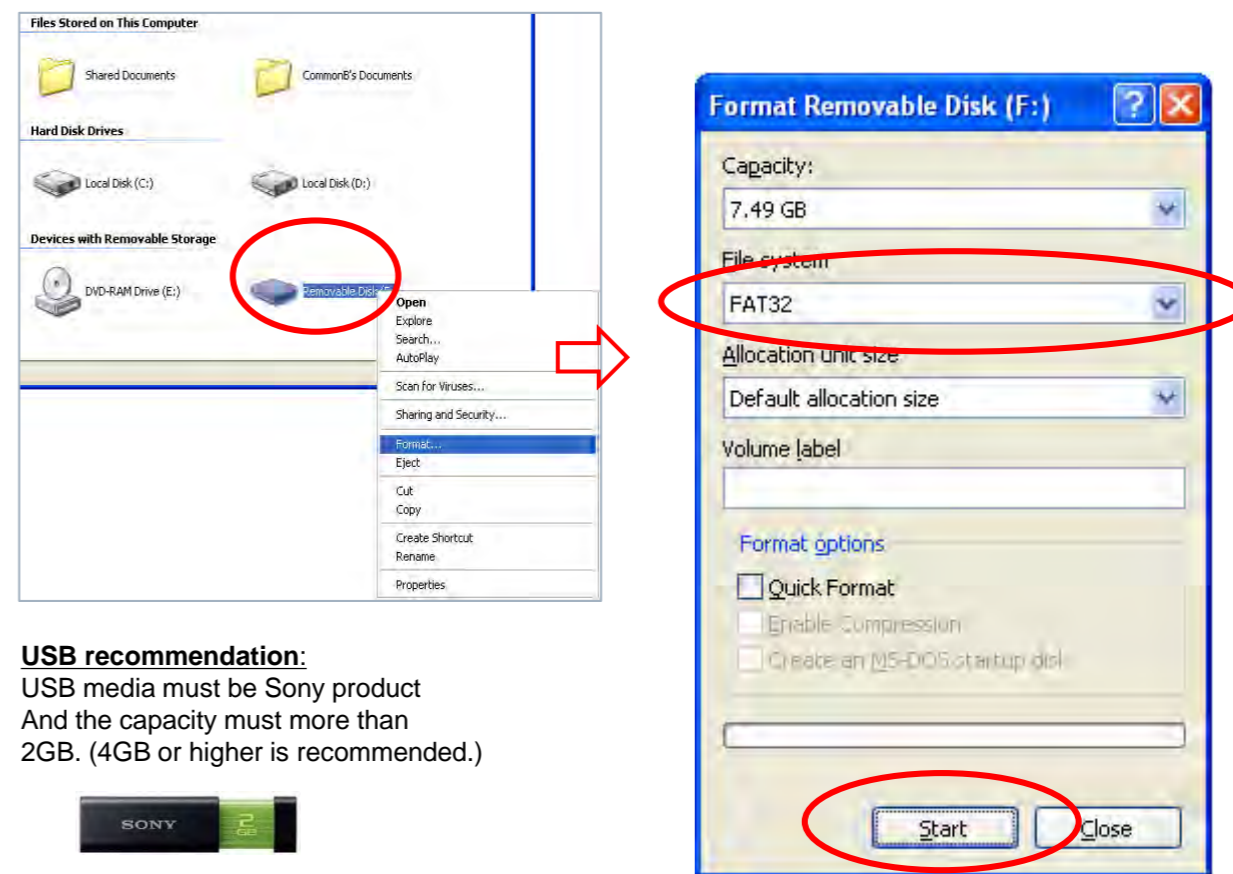 Files Stored on This Computer
Shared Documents
CommonB's Documents
Hard Disk Drives
Local Disk (C:)
Local Disk (D:)
Devices with Removable Storage
DVD-RAM Drive (E:)
Removable Disk
Open
Explore
Search...
AutoPlay
Scan for Viruses...
Sharing and Security...
Format...
Eject
Cut
Copy
Create Shortcut
Rename
Properties
USB recommendation:
USB media must be Sony product
And the capacity must more than
2GB. (4GB or higher is recommended.)
SONY
2
GB
Format Removable Disk (F:)
Capacity:
7.49 GB
File system
FAT32
Allocation unit size
Default allocation size
Volume label
Format options
Quick Format
Enable Compression
Create an MS-DOS startup disk
Start
Close